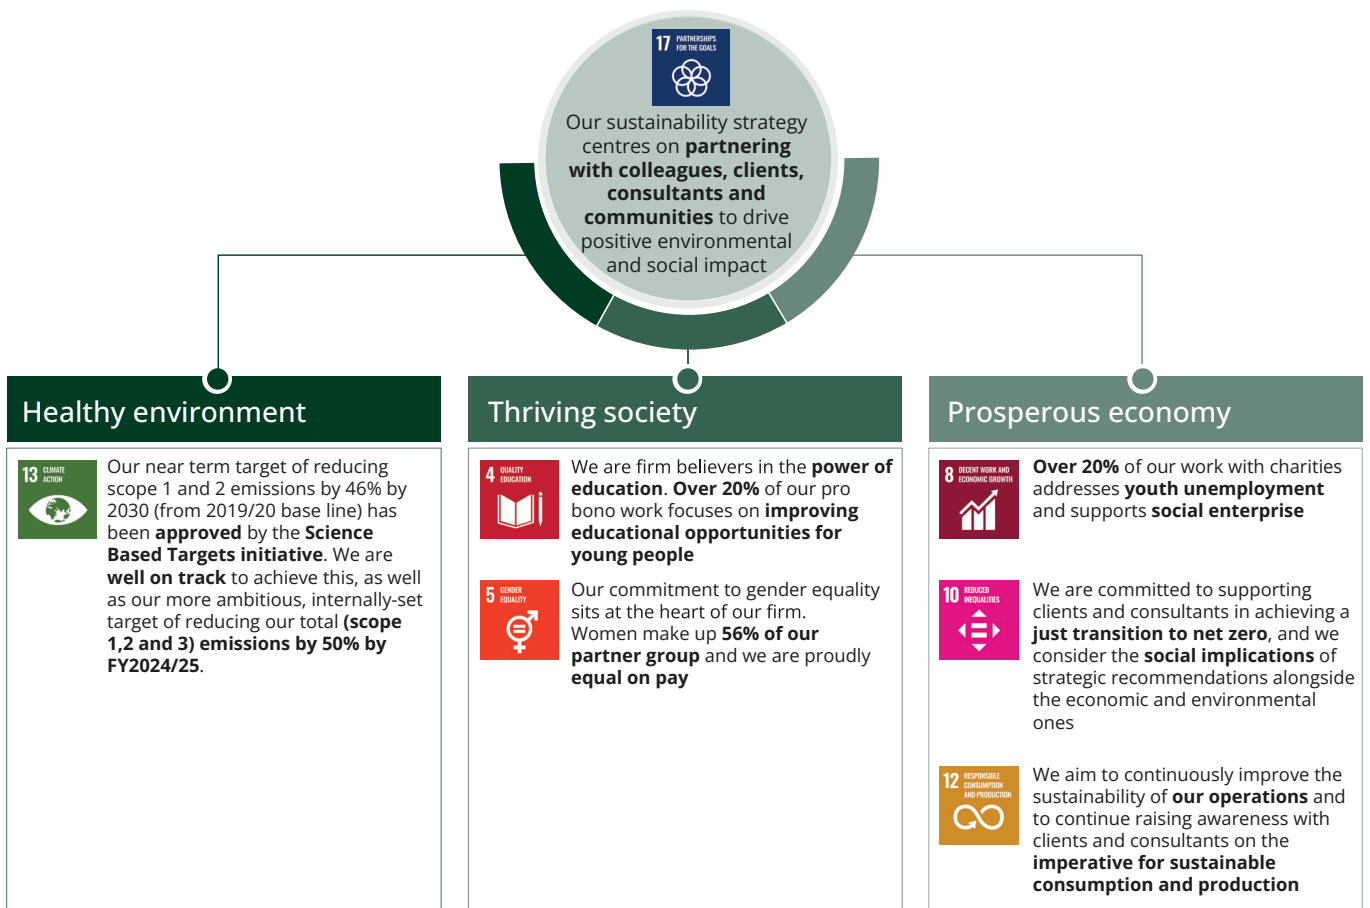 17 PARTNERSHIPS
FOR THE GOALS
Our sustainability strategy
centres on partnering
with colleagues, clients,
consultants and
communities to drive
positive environmental
and social impact
Healthy environment
13 CLIMATE
ACTION
Our near term target of reducing
scope 1 and 2 emissions by 46% by
2030 (from 2019/20 base line) has
been approved by the Science
Based Targets initiative. We are
well on track to achieve this, as well
as our more ambitious, internally-set
target of reducing our total (scope
1,2 and 3) emissions by 50% by
FY2024/25.
Thriving society
4 QUALITY
EDUCATION
We are firm believers in the power of
education. Over 20% of our pro
bono work focuses on improving
educational opportunities for
young people
5 GENDER
EQUALITY
Our commitment to gender equality
sits at the heart of our firm.
Women make up 56% of our
partner group and we are proudly
equal on pay
Prosperous economy
8 DECENT WORK AND
ECONOMIC GROWTH
Over 20% of our work with charities
addresses youth unemployment
and supports social enterprise
10 REDUCED
INEQUALITIES
We are committed to supporting
clients and consultants in achieving a
just transition to net zero, and we
consider the social implications of
strategic recommendations alongside
the economic and environmental
ones
12 RESPONSIBLE
CONSUMPTION
AND PRODUCTION
We aim to continuously improve the
sustainability of our operations and
to continue raising awareness with
clients and consultants on the
imperative for sustainable
consumption and production